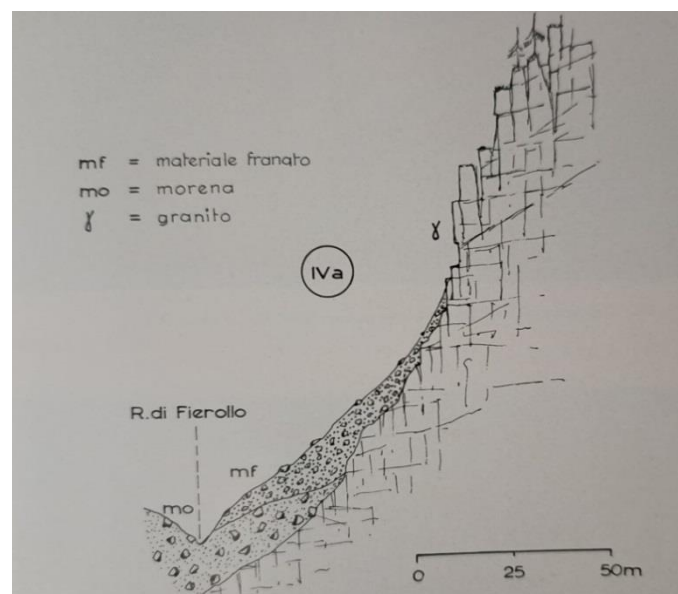 mf = materiale franato
mo = morena
γ = granito
γ
IVa
R. di Fierollo
mf
mo
0 25 50m